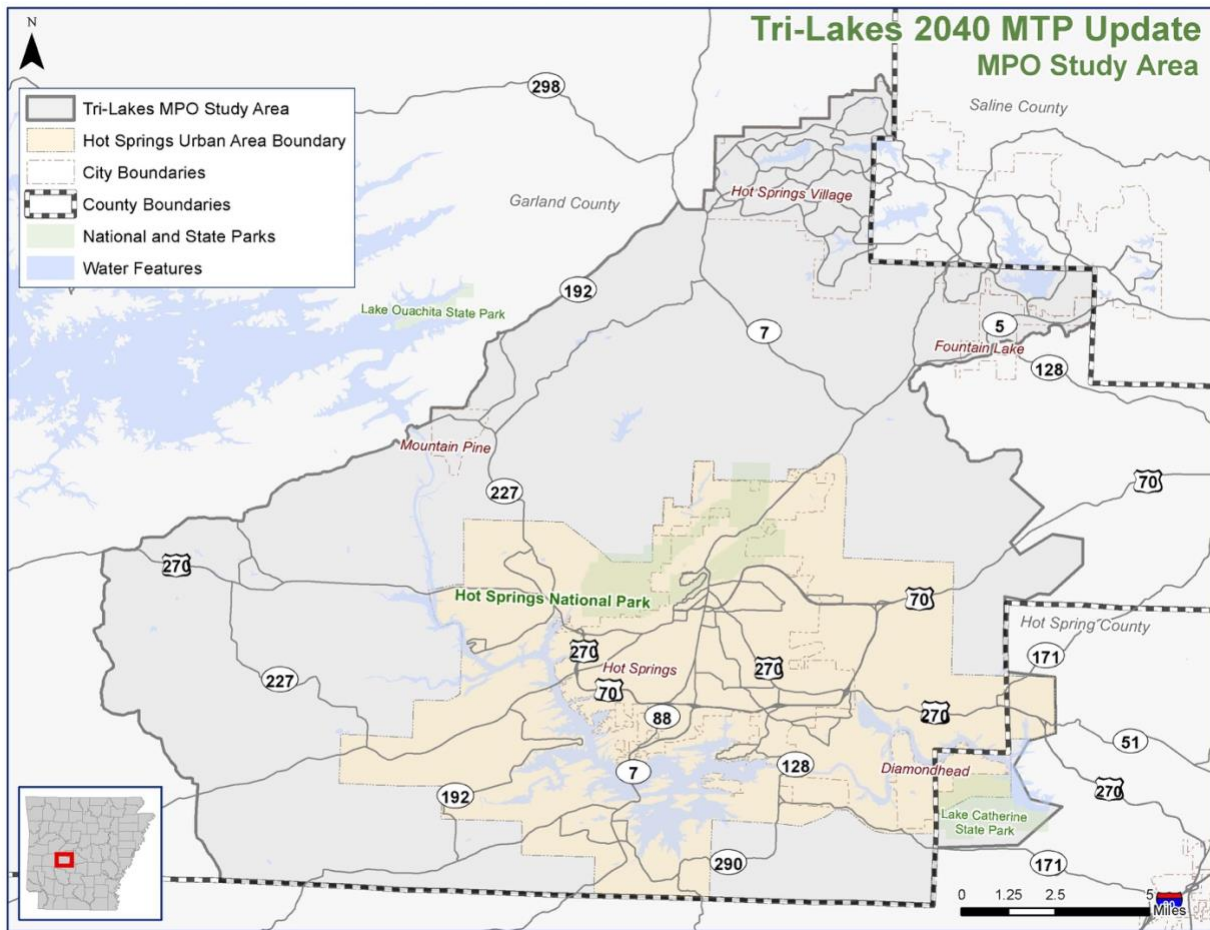 Tri-Lakes 2040 MTP Update
MPO Study Area
N
Tri-Lakes MPO Study Area
Hot Springs Urban Area Boundary
City Boundaries
County Boundaries
National and State Parks
Water Features
298
Saline County
Garland County
Hot Springs Village
192
Lake Ouachita State Park
7
5
Fountain Lake
128
Mountain Pine
227
70
270
Hot Springs National Park
70
Hot Spring County
270
Hot Springs
270
171
227
70
88
270
51
7
128
Diamondhead
270
192
Lake Catherine
State Park
290
171
0 1.25 2.5 5
Miles